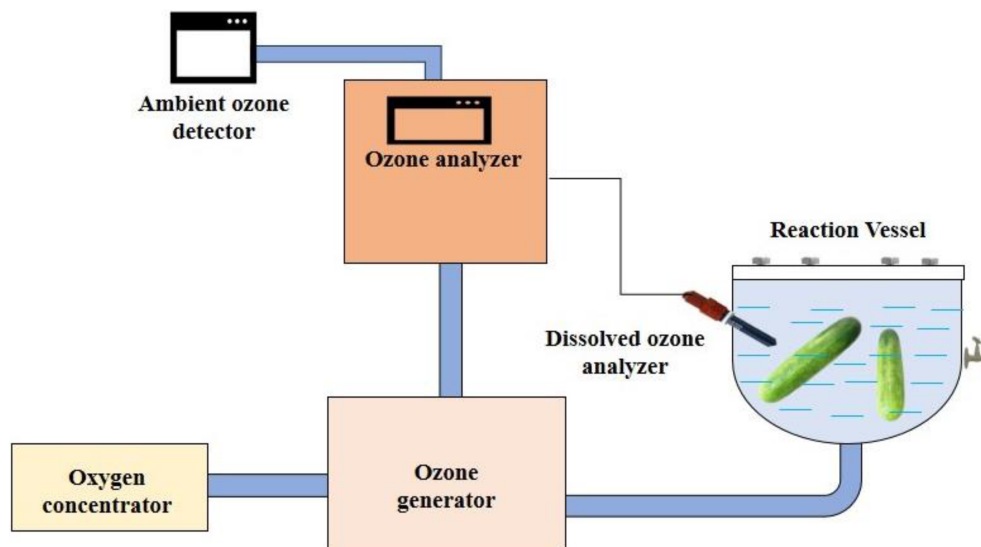 Ambient ozone
detector
Ozone analyzer
Reaction Vessel
Dissolved ozone
analyzer
Oxygen
concentrator
Ozone
generator